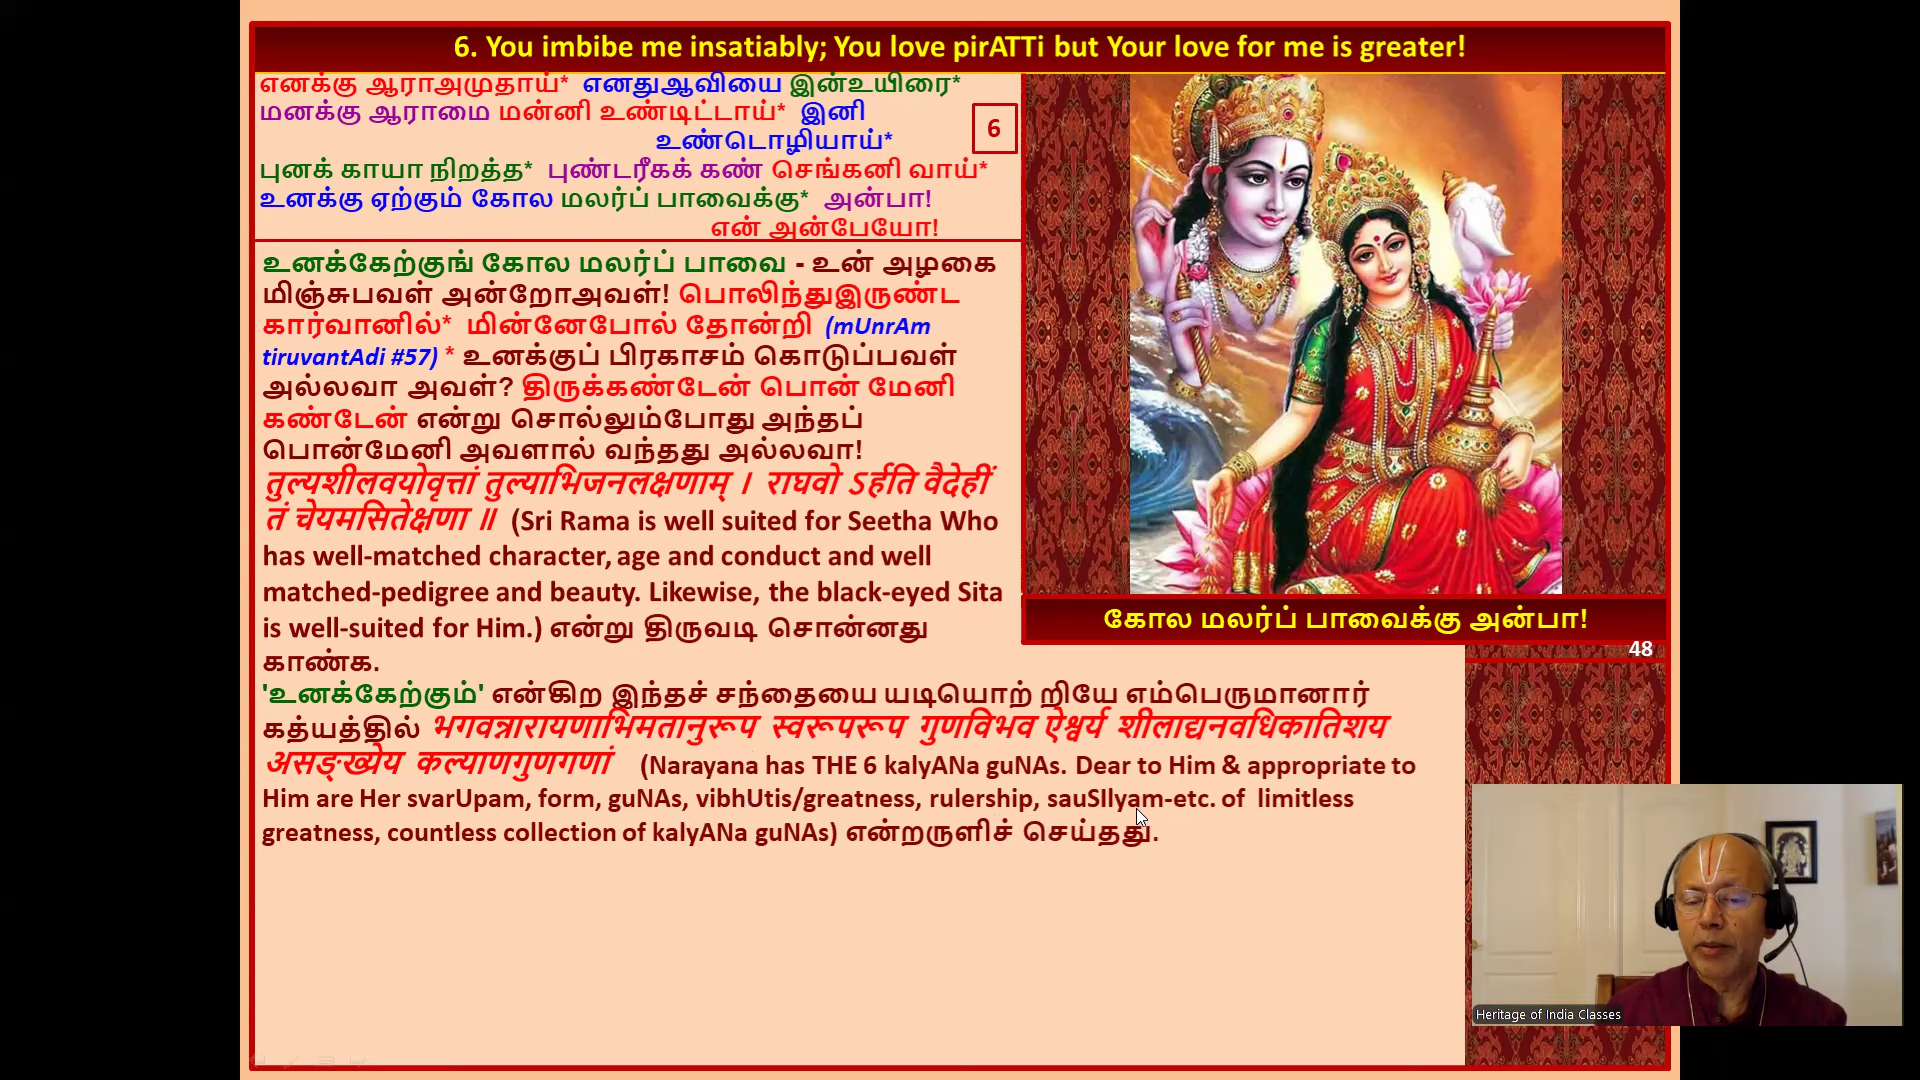 6. You imbibe me insatiably; You love pirATTi but Your love for me is greater!
எனக்கு ஆராஅமுதாய்* எனதுஆவியை இன்உயிரை*
மனக்கு ஆராமை மன்னி உண்டிட்டாய்* இனி
உண்டொழியாய்*
புனக் காயா நிறத்த* புண்டரீகக் கண் செங்கனி வாய்*
உனக்கு ஏற்கும் கோல மலர்ப் பாவைக்கு* அன்பா!
என் அன்பேயோ!
6
உனக்கேற்குங் கோல மலர்ப் பாவை - உன் அழகை
மிஞ்சுபவள் அன்றோஅவள்! பொலிந்துஇருண்ட
கார்வானில்* மின்னேபோல் தோன்றி (mUnrAm
tiruvantAdi #57) * உனக்குப் பிரகாசம் கொடுப்பவள்
அல்லவா அவள்? திருக்கண்டேன் பொன் மேனி
கண்டேன் என்று சொல்லும்போது அந்தப்
பொன்மேனி அவளால் வந்தது அல்லவா!
तुल्यशीलवयोवृत्तां तुल्याभिजनलक्षणाम् । राघवो ऽर्हति वैदेहीं
तं चेयमसितेक्षणा ॥ (Sri Rama is well suited for Seetha Who
has well-matched character, age and conduct and well
matched-pedigree and beauty. Likewise, the black-eyed Sita
is well-suited for Him.) என்று திருவடி சொன்னது
காண்க.
'உனக்கேற்கும்' என்கிற இந்தச் சந்தையை யடியொற் றியே எம்பெருமானார்
கத்யத்தில் भगवन्नारायणाभिमतानुरूप स्वरूपरूप गुणविभव ऐश्वर्य शीलाद्यनवधिकातिशय
असङ्ख्येय कल्याणगुणगणां (Narayana has THE 6 kalyANa guNAs. Dear to Him & appropriate to
Him are Her svarUpam, form, guNAs, vibhUtis/greatness, rulership, sauSIlyam-etc. of limitless
greatness, countless collection of kalyANa guNAs) என்றருளிச் செய்தது.
கோல மலர்ப் பாவைக்கு அன்பா!
48
Heritage of India Classes